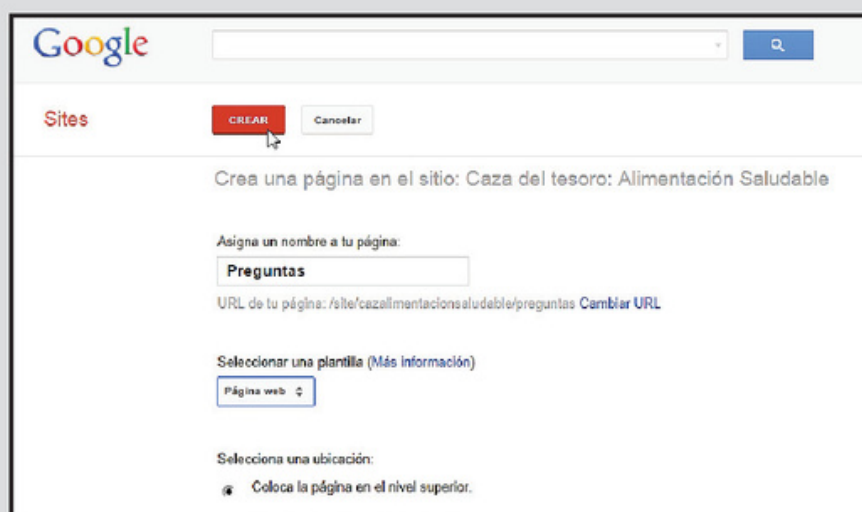 Google
Sites
CREAR
Cancelar
Crea una página en el sitio: Caza del tesoro: Alimentación Saludable
Asigna un nombre a tu página:
Preguntas
URL de tu página: /site/cazalimentacionsaludable/preguntas Cambiar URL
Seleccionar una plantilla (Más información)
Página web
Selecciona una ubicación:
Coloca la página en el nivel superior.